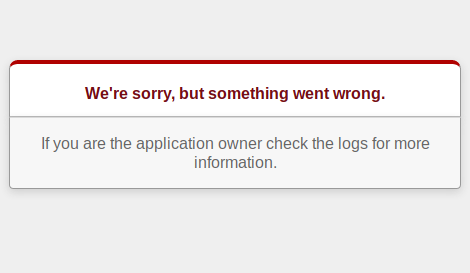 We're sorry, but something went wrong.
If you are the application owner check the logs for more
information.